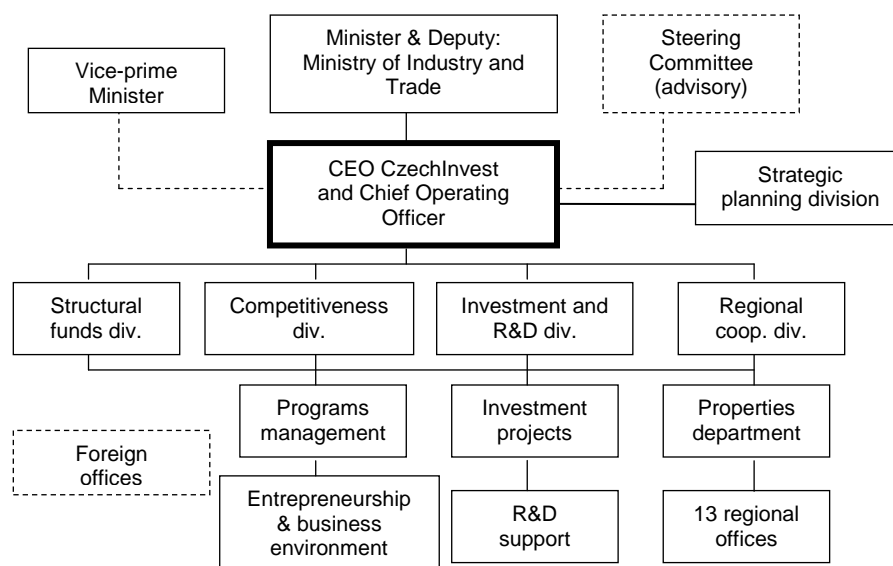 Vice-prime
Minister
Minister & Deputy:
Ministry of Industry and
Trade
Steering
Committee
(advisory)
CEO CzechInvest
and Chief Operating
Officer
Strategic
planning division
Structural
funds div.
Competitiveness
div.
Investment and
R&D div.
Regional
coop. div.
Programs
management
Investment
projects
Properties
department
Foreign
offices
Entrepreneurship
& business
environment
R&D
support
13 regional
offices